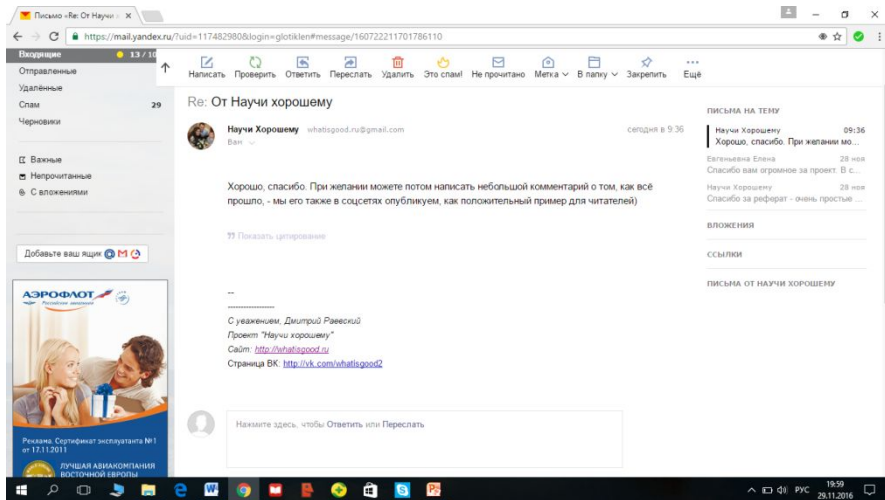 Письмо «Re: От Научи х
https://mail.yandex.ru/?uid=117482980&login=glotiklen#message/160722211701786110
Входящие 13 / 10
Отправленные
Удалённые
Спам 29
Черновики
Важные
Непрочитанные
С вложениями
Добавьте ваш ящик
АЭРОФЛОТ
Российские авиалинии
Реклама. Сертификат эксплуатанта №1
от 17.11.2011
ЛУЧШАЯ АВИАКОМПАНИЯ
ВОСТОЧНОЙ ЕВРОПЫ
Написать Проверить Ответить Переслать Удалить Это спам! Не прочитано Метка В папку Закрепить Ещё
Re: От Научи хорошему
Научи Хорошему whatisgood.ru@gmail.com сегодня в 9:36
Вам
Хорошо, спасибо. При желании можете потом написать небольшой комментарий о том, как всё
прошло, - мы его также в соцсетях опубликуем, как положительный пример для читателей)
Показать цитирование
--
------------------
С уважением, Дмитрий Раевский
Проект "Научи хорошему"
Сайт: http://whatisgood.ru
Страница ВК: http://vk.com/whatisgood2
Нажмите здесь, чтобы Ответить или Переслать
ПИСЬМА НА ТЕМУ
Научи Хорошему 09:36
Хорошо, спасибо. При желании мо...
Евгеньевна Елена 28 ноя
Спасибо вам огромное за проект. В с...
Научи Хорошему 28 ноя
Спасибо за реферат - очень простые ...
ВЛОЖЕНИЯ
ССЫЛКИ
ПИСЬМА ОТ НАУЧИ ХОРОШЕМУ
РУС 19:59
29.11.2016